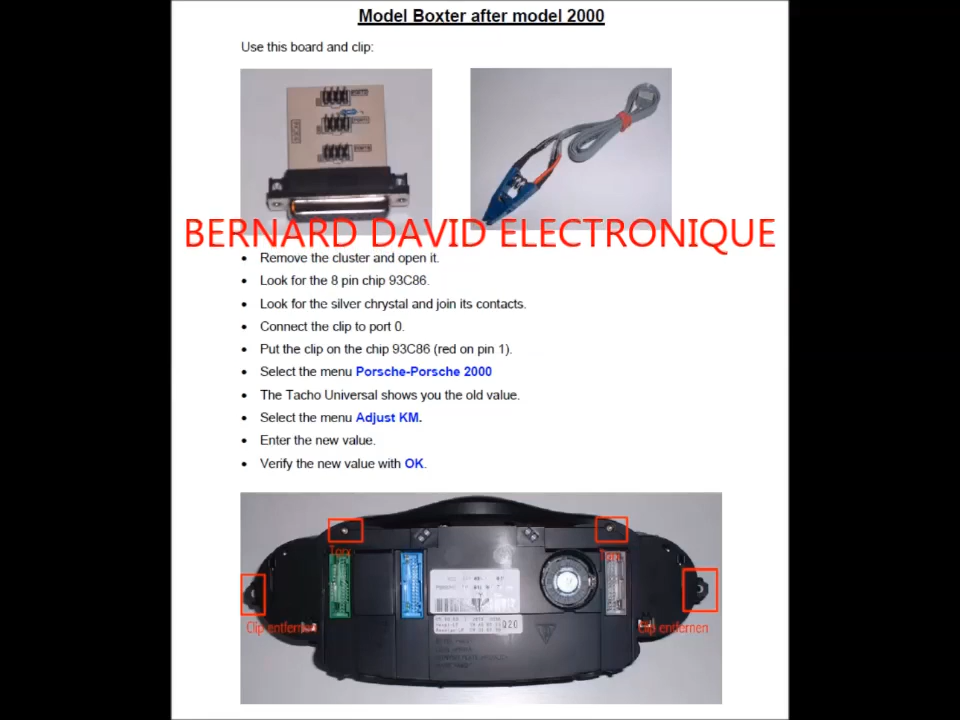 Model Boxter after model 2000
Use this board and clip:
BERNARD DAVID ELECTRONIQUE
• Remove the cluster and open it.
• Look for the 8 pin chip 93C86.
• Look for the silver chrystal and join its contacts.
• Connect the clip to port 0.
• Put the clip on the chip 93C86 (red on pin 1).
• Select the menu Porsche-Porsche 2000
• The Tacho Universal shows you the old value.
• Select the menu Adjust KM.
• Enter the new value.
• Verify the new value with OK.
Clip entfernen
020
Clip entfernen